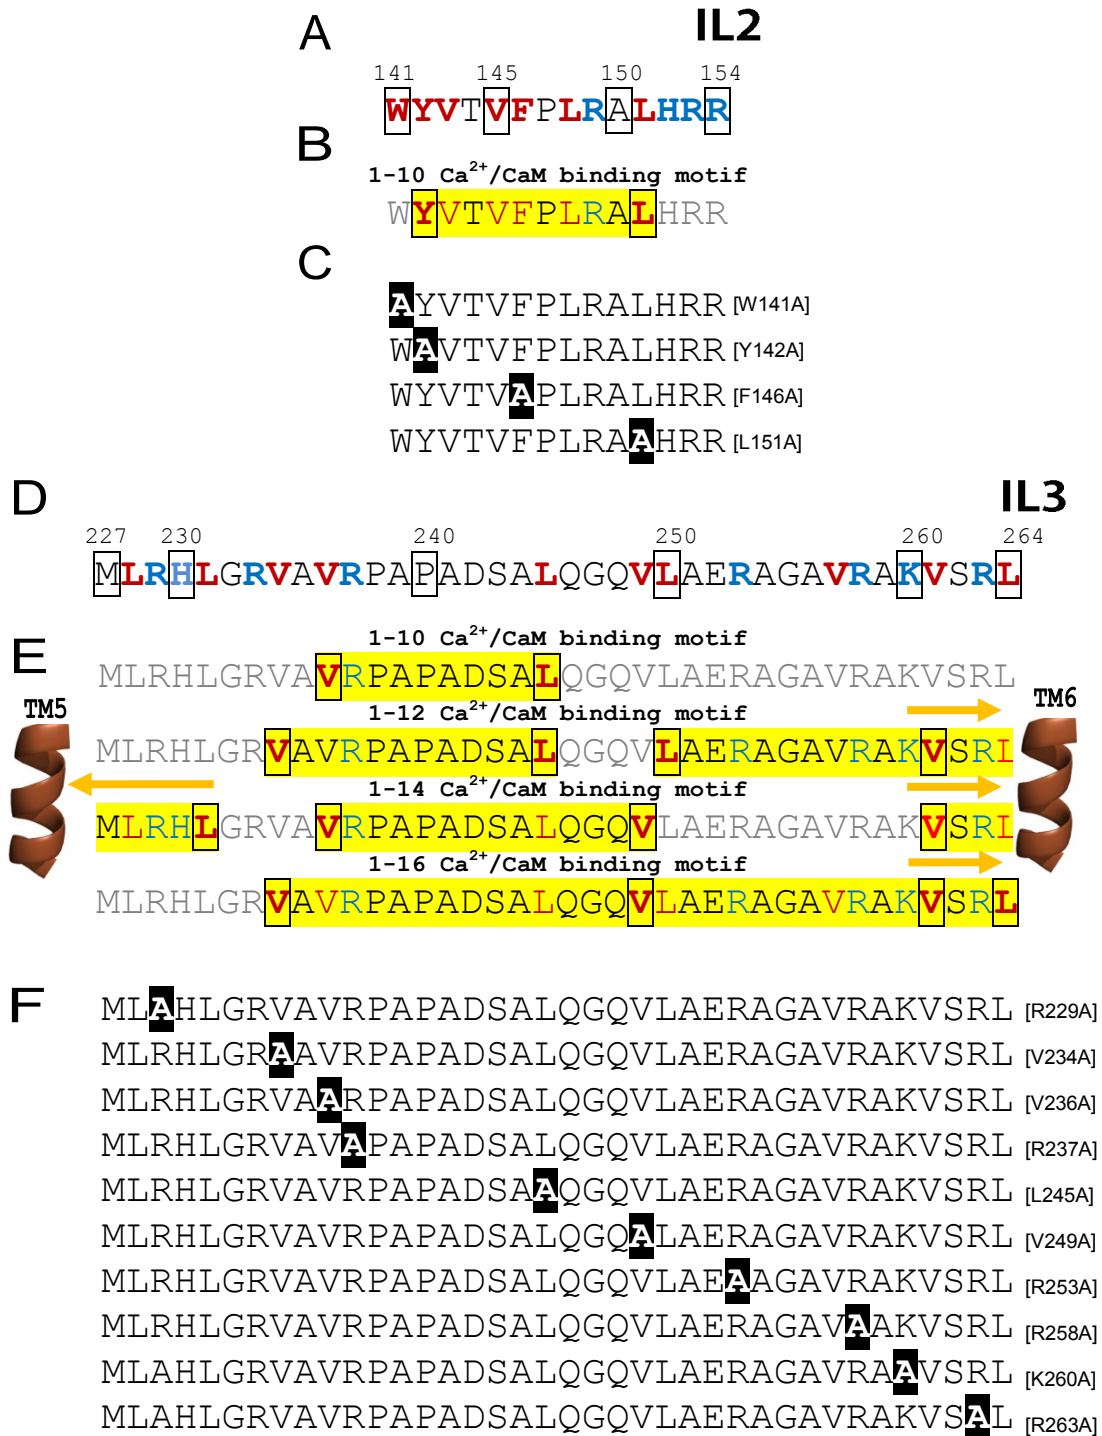 A
IL2
141 145 150 154
WYVTVFPLRALHRR
B
1-10 Ca2+/CaM binding motif
WYVTVFPLRALHRR
C
AYVTVFPLRALHRR [W141A]
WAVTVFPLRALHRR [Y142A]
WYVTVAPLRALHRR [F146A]
WYVTVFPLRAAHRR [L151A]
D
IL3
227 230 240 250 260 264
MLRHLGRVAVRPAPADSALQGQVLAERAGAVRAKVSRL
E
1-10 Ca2+/CaM binding motif
MLRHLGRVAVRPAPADSALQGQVLAERAGAVRAKVSRL
TM5
TM6
1-12 Ca2+/CaM binding motif
MLRHLGRVAVRPAPADSALQGQVLAERAGAVRAKVSRL
1-14 Ca2+/CaM binding motif
MLRHLGRVAVRPAPADSALQGQVLAERAGAVRAKVSRL
1-16 Ca2+/CaM binding motif
MLRHLGRVAVRPAPADSALQGQVLAERAGAVRAKVSRL
F
MLAHLGRVAVRPAPADSALQGQVLAERAGAVRAKVSRL [R229A]
MLRHLGRAAVRPAPADSALQGQVLAERAGAVRAKVSRL [V234A]
MLRHLGRVAARPAPADSALQGQVLAERAGAVRAKVSRL [V236A]
MLRHLGRVAVAPAPADSALQGQVLAERAGAVRAKVSRL [R237A]
MLRHLGRVAVRPAPADSAAQGQVLAERAGAVRAKVSRL [L245A]
MLRHLGRVAVRPAPADSALQGQALAERAGAVRAKVSRL [V249A]
MLRHLGRVAVRPAPADSALQGQVLAEAAGAVRAKVSRL [R253A]
MLRHLGRVAVRPAPADSALQGQVLAERAGAVAAKVSRL [R258A]
MLAHLGRVAVRPAPADSALQGQVLAERAGAVRAAVSRL [K260A]
MLAHLGRVAVRPAPADSALQGQVLAERAGAVRAKVSAL [R263A]